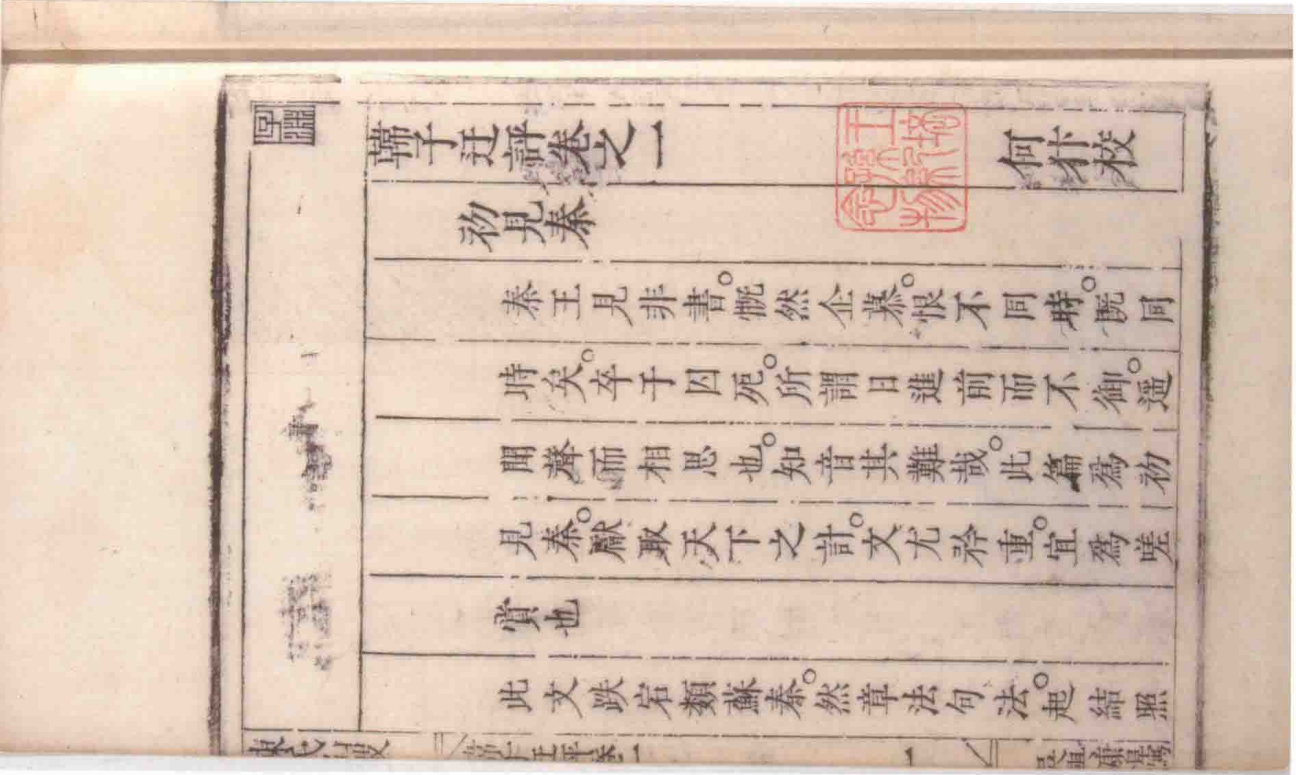 韓子迂評卷之一 何犿校
初見秦
秦王見非書。慨然企慕。恨不同時。旣同
時矣。卒于囚死。所謂日進前而不御。遥
聞聲而相思也。知音其難哉。此篇爲初
見秦。獻取天下之計。文尤矜重。宜爲嗟
賞也
此文跌宕類蘇秦。然章法句法。起結照